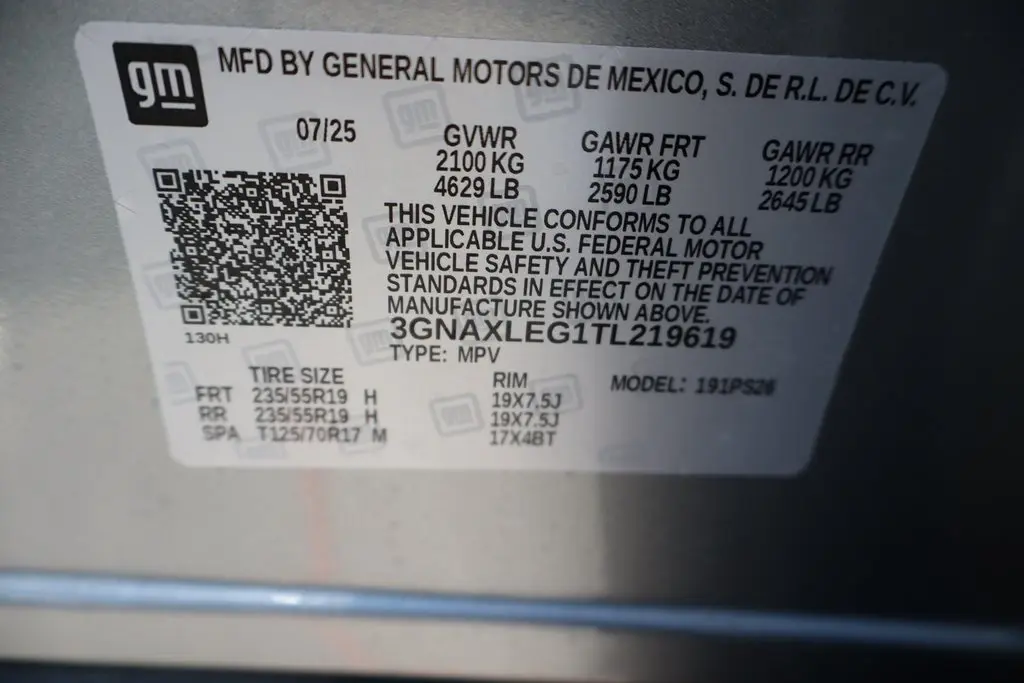 gm MFD BY GENERAL MOTORS DE MEXICO, S. DE R.L. DE C.V.
07/25 GVWR GAWR FRT GAWR RR
2100 KG 1175 KG 1200 KG
4629 LB 2590 LB 2645 LB
THIS VEHICLE CONFORMS TO ALL
APPLICABLE U.S. FEDERAL MOTOR
VEHICLE SAFETY AND THEFT PREVENTION
STANDARDS IN EFFECT ON THE DATE OF
MANUFACTURE SHOWN ABOVE.
3GNAXLEG1TL219619
130H
TYPE: MPV
TIRE SIZE RIM MODEL: 191PS26
FRT 235/55R19 H 19X7.5J
RR 235/55R19 H 19X7.5J
SPA T125/70R17 M 17X4BT